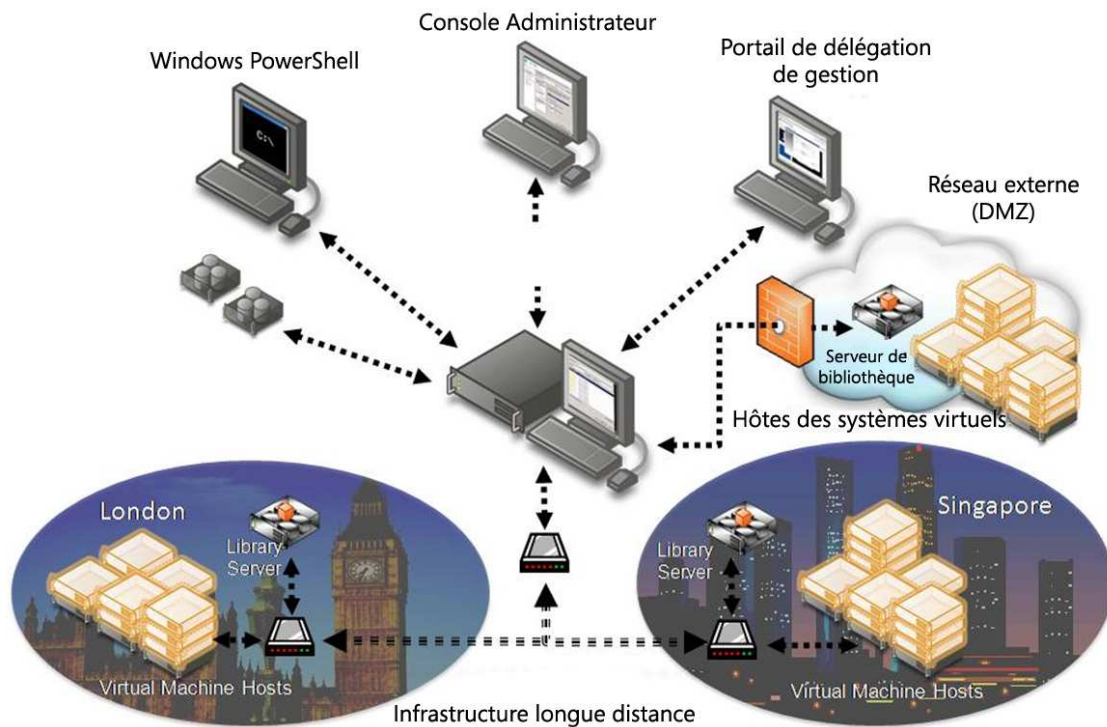 Console Administrateur
Windows PowerShell
Portail de délégation
de gestion
C:\
Réseau externe
(DMZ)
Serveur de
bibliothèque
Hôtes des systèmes virtuels
London
Library
Server
Virtual Machine Hosts
Singapore
Library
Server
Virtual Machine Hosts
Infrastructure longue distance